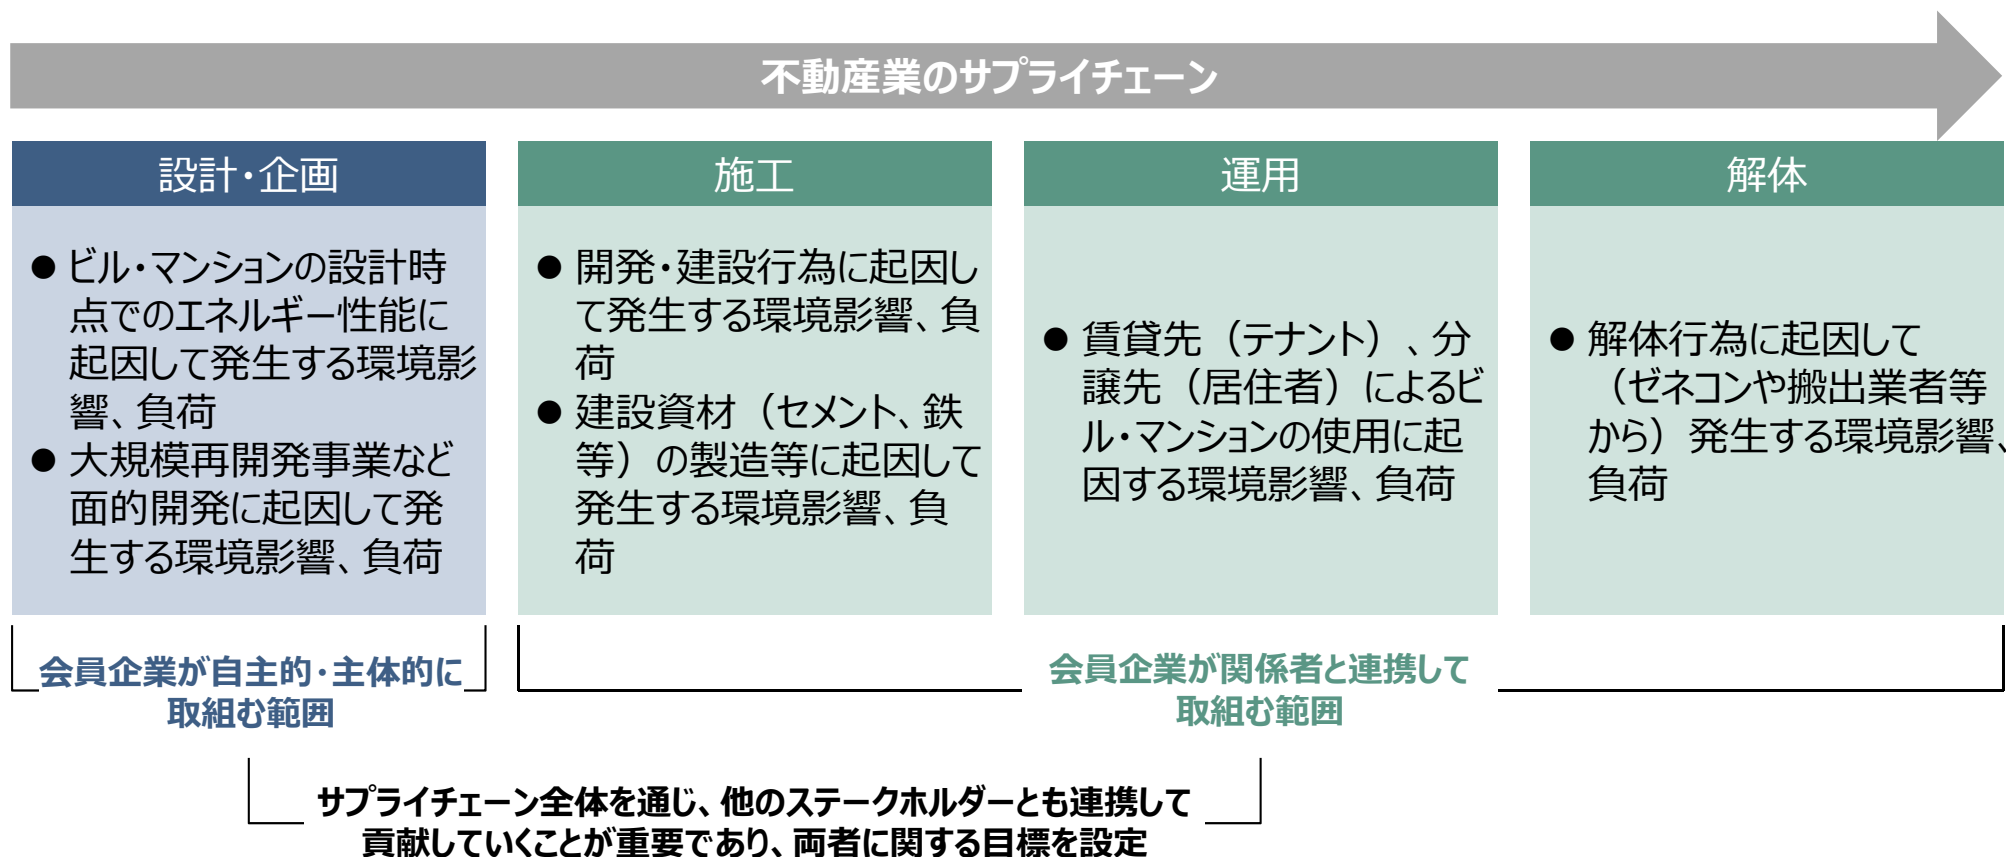 不動産業のサプライチェーン
設計・企画
● ビル・マンションの設計時
点でのエネルギー性能に
起因して発生する環境影
響、負荷
● 大規模再開発事業など
面的開発に起因して発
生する環境影響、負荷
施工
● 開発・建設行為に起因し
て発生する環境影響、負
荷
● 建設資材（セメント、鉄
等）の製造等に起因して
発生する環境影響、負
荷
運用
● 賃貸先（テナント）、分
譲先（居住者）によるビ
ル・マンションの使用に起
因する環境影響、負荷
解体
● 解体行為に起因して
（ゼネコンや搬出業者等
から）発生する環境影響、
負荷
会員企業が自主的・主体的に
取組む範囲
会員企業が関係者と連携して
取組む範囲
サプライチェーン全体を通じ、他のステークホルダーとも連携して
貢献していくことが重要であり、両者に関する目標を設定